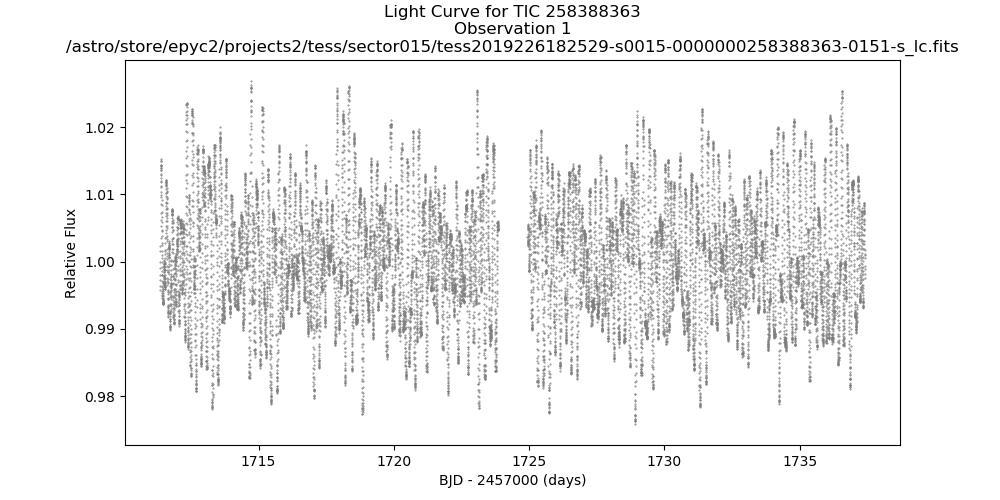 Light Curve for TIC 258388363
Observation 1
/astro/store/epyc2/projects2/tess/sector015/tess2019226182529-s0015-0000000258388363-0151-s_lc.fits
1.02
1.01
1.00
0.99
0.98
Relative Flux
1715
1720
1725
1730
1735
BJD - 2457000 (days)